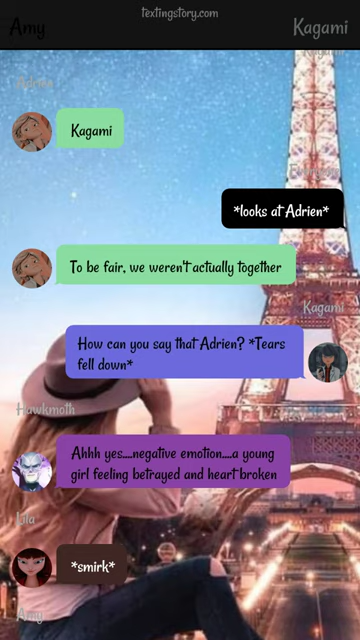 textingstory.com
Amy
Kagami
Adrien
Kagami
*looks at Adrien*
To be fair, we weren't actually together
Kagami
How can you say that Adrien? *Tears
fell down*
Hawkmoth
Ahhh yes....negative emotion....a young
girl feeling betrayed and heart broken
Lila
*smirk*
Amy